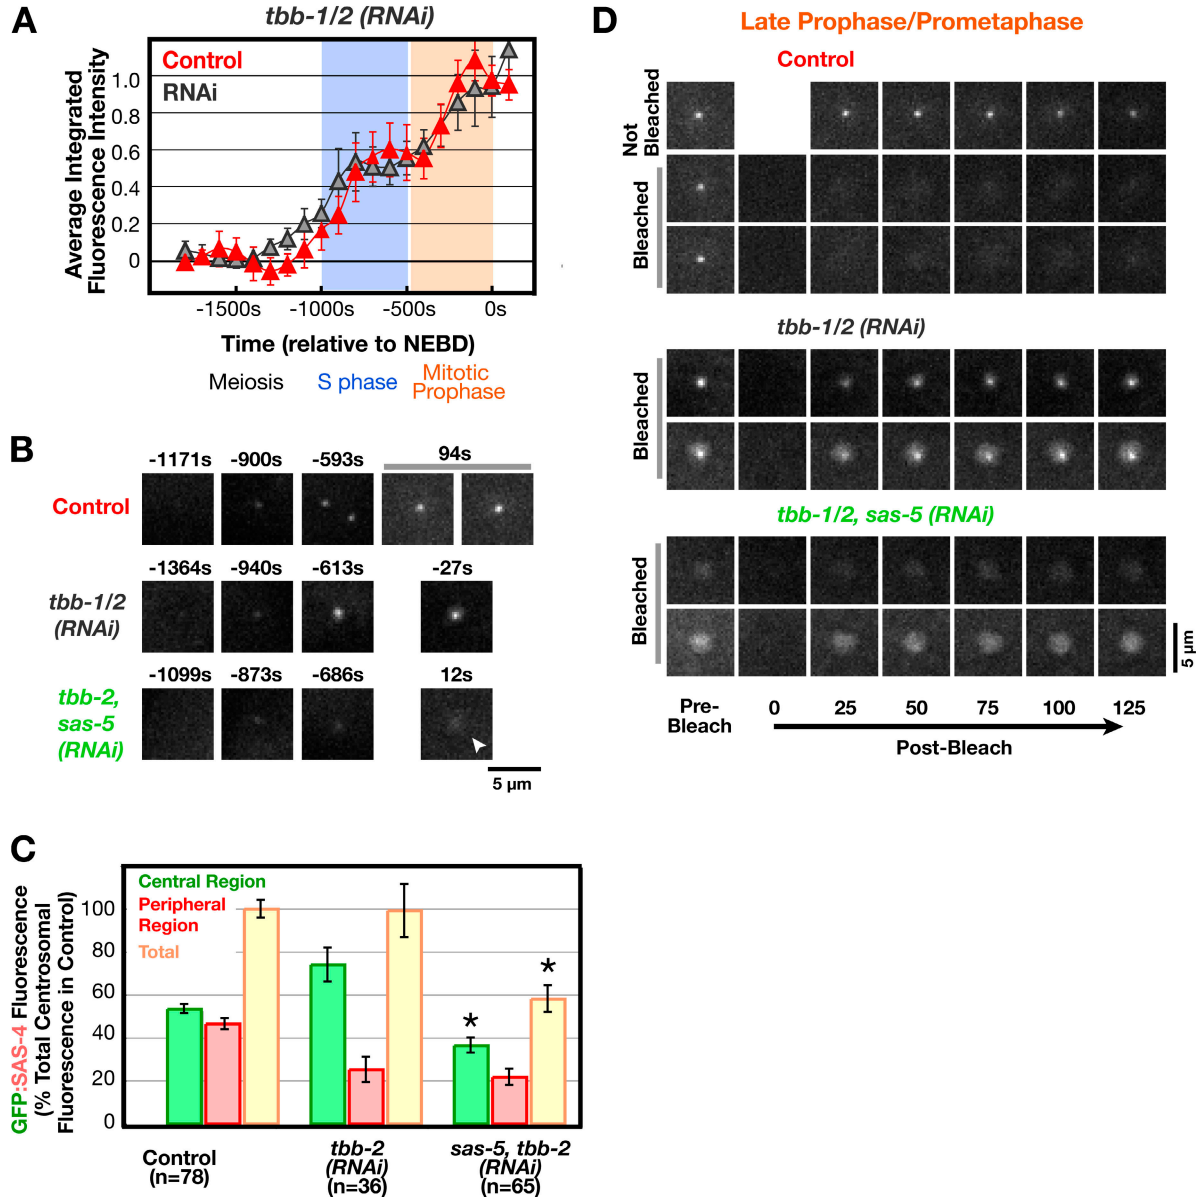 A
tbb-1/2 (RNAi)
Control
RNAi
Average Integrated
Fluorescence Intensity
1.0
0.8
0.6
0.4
0.2
0
-1500s
-1000s
-500s
0s
Time (relative to NEBD)
Meiosis
S phase
Mitotic
Prophase
B
-1171s
-900s
-593s
94s
Control
-1364s
-940s
-613s
-27s
tbb-1/2
(RNAi)
-1099s
-873s
-686s
12s
tbb-2,
sas-5
(RNAi)
5 µm
C
GFP:SAS-4 Fluorescence
(% Total Centrosomal
Fluorescence in Control)
Central Region
Peripheral
Region
Total
100
80
60
40
20
0
*
*
Control
(n=78)
tbb-2
(RNAi)
(n=36)
sas-5, tbb-2
(RNAi)
(n=65)
D
Late Prophase/Prometaphase
Control
Not
Bleached
Bleached
tbb-1/2 (RNAi)
Bleached
tbb-1/2, sas-5 (RNAi)
Bleached
5 µm
Pre-
Bleach
0
25
50
75
100
125
Post-Bleach